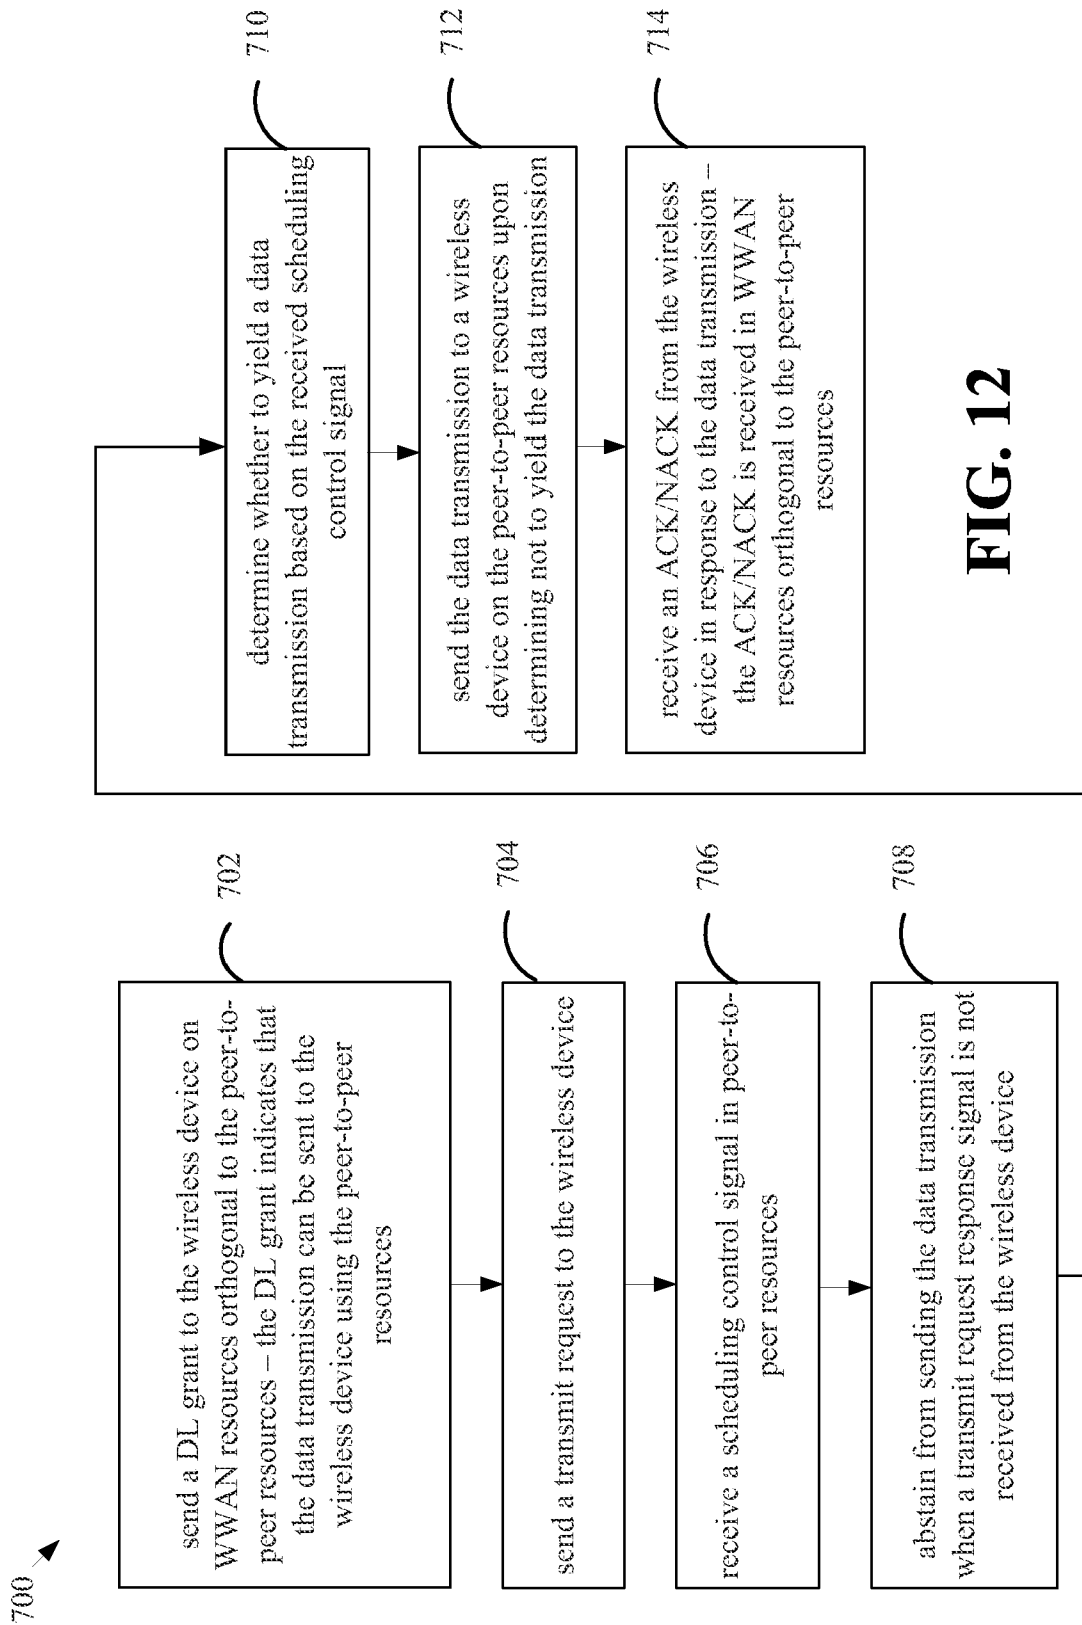 700
send a DL grant to the wireless device on
WWAN resources orthogonal to the peer-to-
peer resources – the DL grant indicates that
the data transmission can be sent to the
wireless device using the peer-to-peer
resources
702
send a transmit request to the wireless device
704
receive a scheduling control signal in peer-to-
peer resources
706
abstain from sending the data transmission
when a transmit request response signal is not
received from the wireless device
708
determine whether to yield a data
transmission based on the received scheduling
control signal
710
send the data transmission to a wireless
device on the peer-to-peer resources upon
determining not to yield the data transmission
712
receive an ACK/NACK from the wireless
device in response to the data transmission –
the ACK/NACK is received in WWAN
resources orthogonal to the peer-to-peer
resources
714
FIG. 12